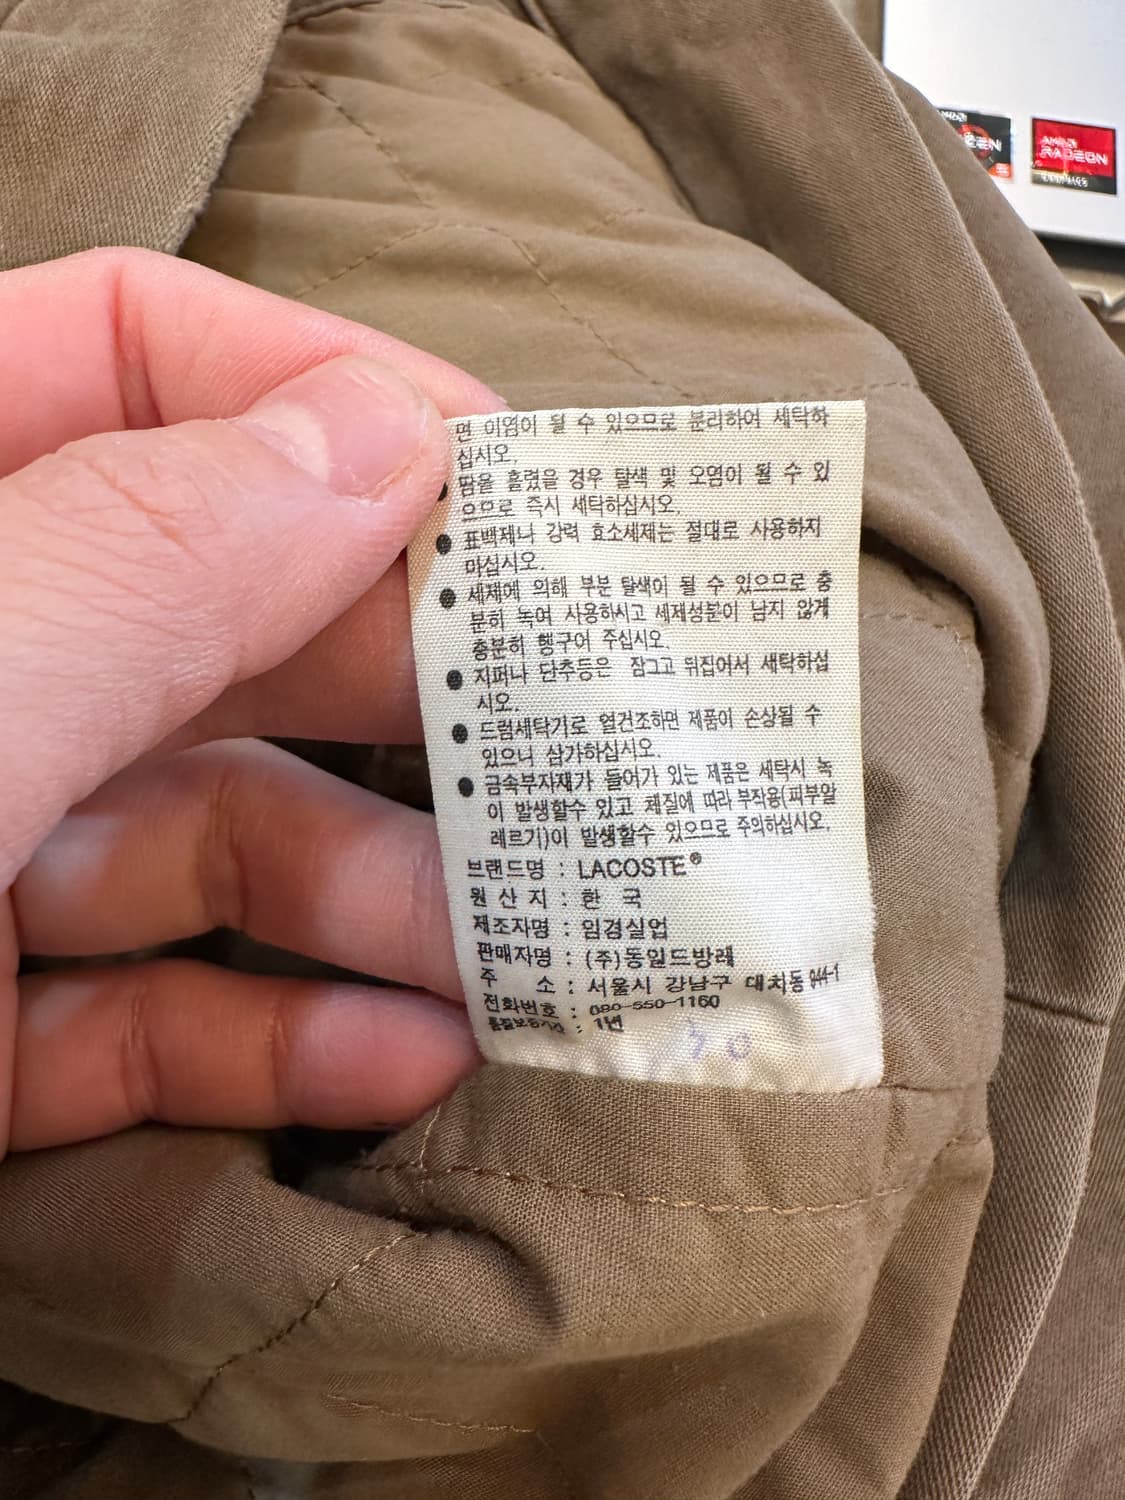 면 이염이 될 수 있으므로 분리하여 세탁하
십시오.
● 땀을 흘렸을 경우 탈색 및 오염이 될 수 있
으므로 즉시 세탁하십시오.
● 표백제나 강력 효소세제는 절대로 사용하지
마십시오.
● 세제에 의해 부분 탈색이 될 수 있으므로 충
분히 녹여 사용하시고 세제성분이 남지 않게
충분히 헹구어 주십시오.
● 지퍼나 단추등은 잠그고 뒤집어서 세탁하십
시오.
● 드럼세탁기로 열건조하면 제품이 손상될 수
있으니 삼가하십시오.
● 금속부자재가 들어가 있는 제품은 세탁시 녹
이 발생할수 있고 체질에 따라 부작용(피부알
레르기)이 발생할수 있으므로 주의하십시오.
브랜드명 : LACOSTE®
원 산 지 : 한 국
제조자명 : 임경실업
판매자명 : (주)동일드방레
주 소 : 서울시 강남구 대치동 944-1
전화번호 : 080-550-1160
품질보증기간 : 1년
AMD
RADEON